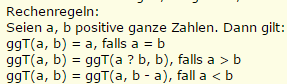 Rechenregeln:
Seien a, b positive ganze Zahlen. Dann gilt:
ggT(a, b) = a, falls a = b
ggT(a, b) = ggT(a ? b, b), falls a > b
ggT(a, b) = ggT(a, b - a), fall a < b